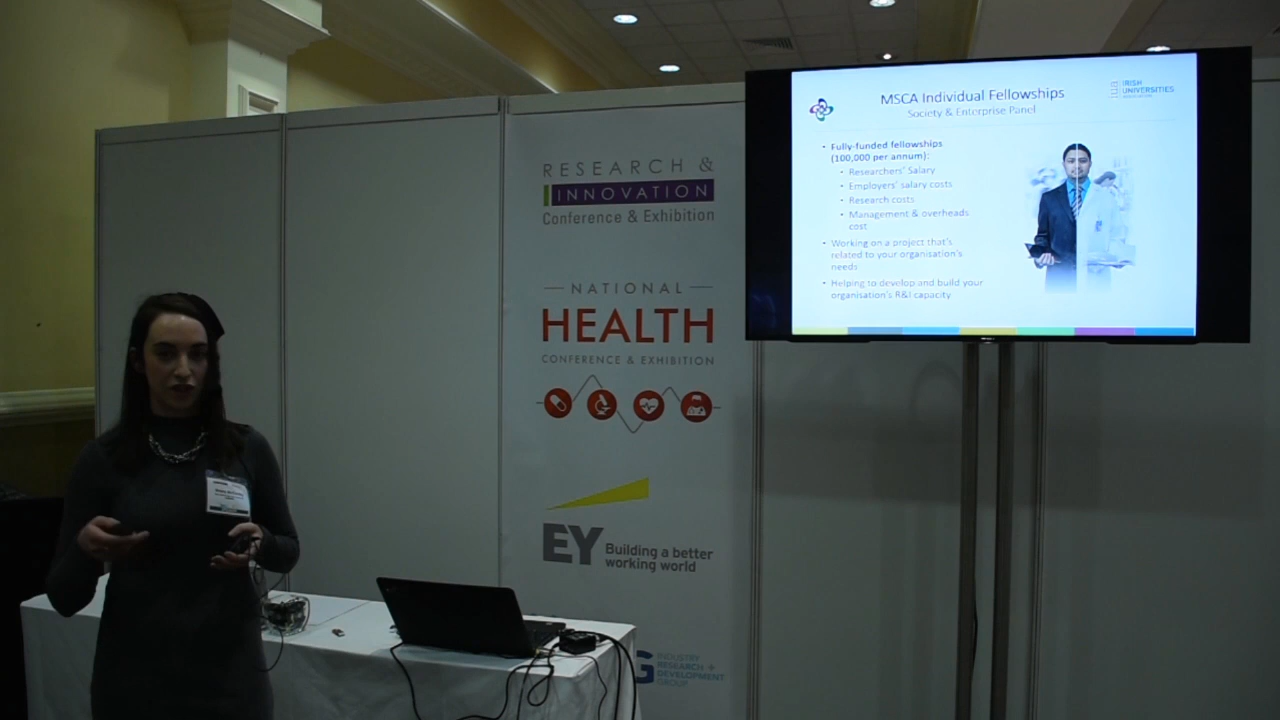 RESEARCH &
INNOVATION
Conference & Exhibition
NATIONAL
HEALTH
CONFERENCE & EXHIBITION
EY Building a better
working world
G INDUSTRY
RESEARCH +
DEVELOPMENT
GROUP
MSCA Individual Fellowships
Society & Enterprise Panel
IUA IRISH
UNIVERSITIES
• Fully-funded fellowships
(100,000 per annum):
• Researchers' Salary
• Employers' salary costs
• Research costs
• Management & overheads
cost
• Working on a project that's
related to your organisation's
needs
• Helping to develop and build your
organisation's R&I capacity